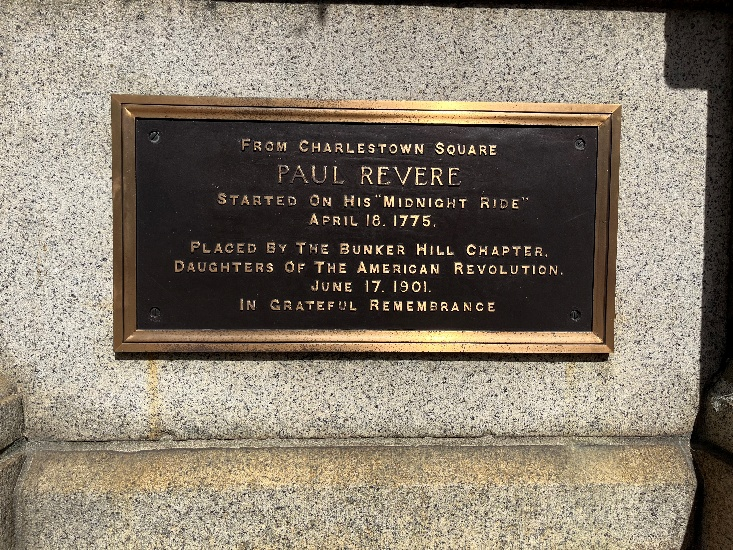 From Charlestown Square
PAUL REVERE
Started On His "Midnight Ride"
April 18, 1775.
Placed By The Bunker Hill Chapter,
Daughters Of The American Revolution.
June 17, 1901.
In Grateful Remembrance